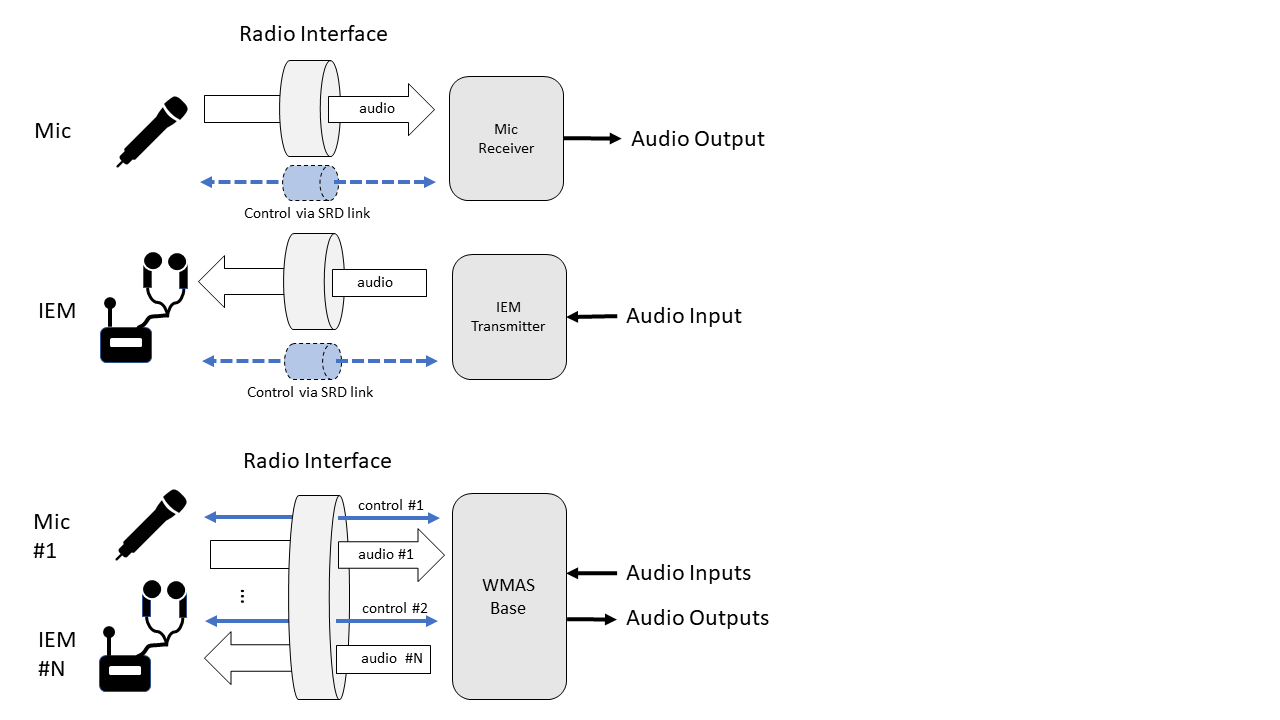 Radio Interface
Mic
audio
Mic
Receiver
Audio Output
Control via SRD link
IEM
audio
IEM
Transmitter
Audio Input
Control via SRD link
Radio Interface
Mic
#1
control #1
audio #1
...
control #2
WMAS
Base
Audio Inputs
Audio Outputs
IEM
#N
audio #N